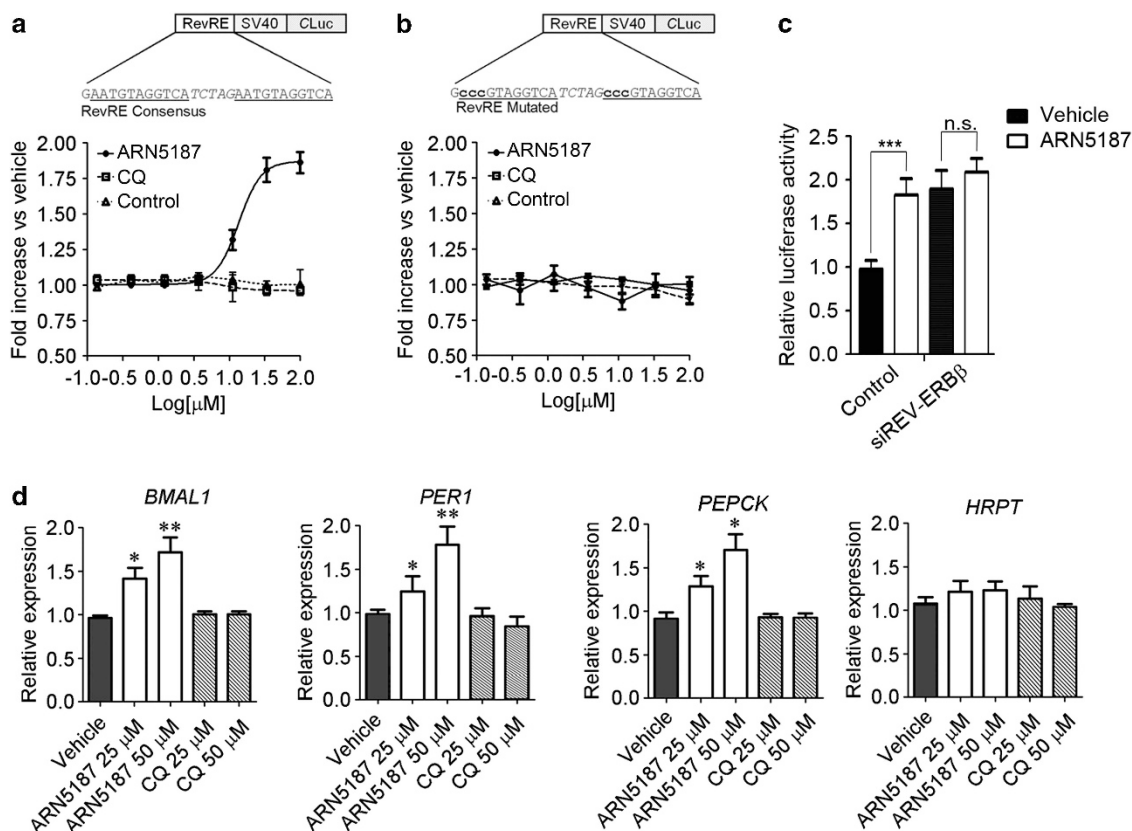 a
RevRE SV40 CLuc
GAATGTAGGTCATCTAGAATGTAGGTCA
RevRE Consensus
Fold increase vs vehicle
2.00
1.75
1.50
1.25
1.00
0.75
0.50
ARN5187
CQ
Control
-1.0 -0.5 0.0 0.5 1.0 1.5 2.0
Log[μM]
b
RevRE SV40 CLuc
GcccGTAGGTCATCTAGcccGTAGGTCA
RevRE Mutated
Fold increase vs vehicle
2.00
1.75
1.50
1.25
1.00
0.75
0.50
ARN5187
CQ
Control
-1.0 -0.5 0.0 0.5 1.0 1.5 2.0
Log[μM]
c
Vehicle
ARN5187
Relative luciferase activity
2.5
2.0
1.5
1.0
0.5
0.0
***
n.s.
Control
siREV-ERBβ
d
BMAL1
Relative expression
2.0
1.5
1.0
0.5
0.0
*
**
Vehicle
ARN5187 25 μM
ARN5187 50 μM
CQ 25 μM
CQ 50 μM
PER1
Relative expression
2.0
1.5
1.0
0.5
0.0
*
**
Vehicle
ARN5187 25 μM
ARN5187 50 μM
CQ 25 μM
CQ 50 μM
PEPCK
Relative expression
2.0
1.5
1.0
0.5
0.0
*
*
Vehicle
ARN5187 25 μM
ARN5187 50 μM
CQ 25 μM
CQ 50 μM
HRPT
Relative expression
2.0
1.5
1.0
0.5
0.0
Vehicle
ARN5187 25 μM
ARN5187 50 μM
CQ 25 μM
CQ 50 μM